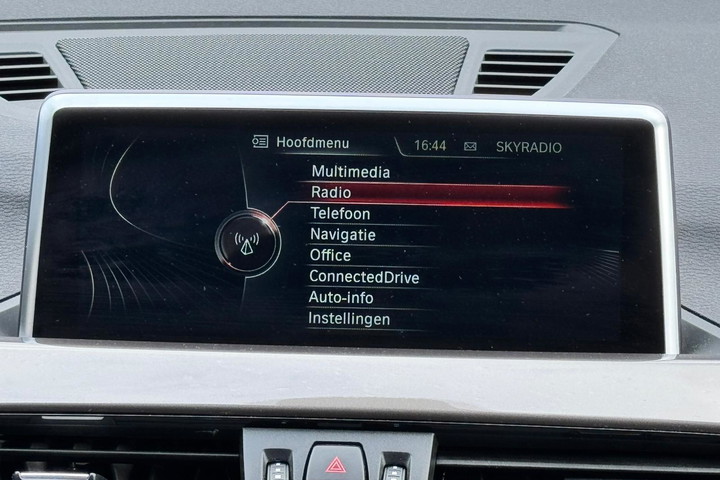 Hoofdmenu 16:44 SKYRADIO
Multimedia
Radio
Telefoon
Navigatie
Office
ConnectedDrive
Auto-info
Instellingen